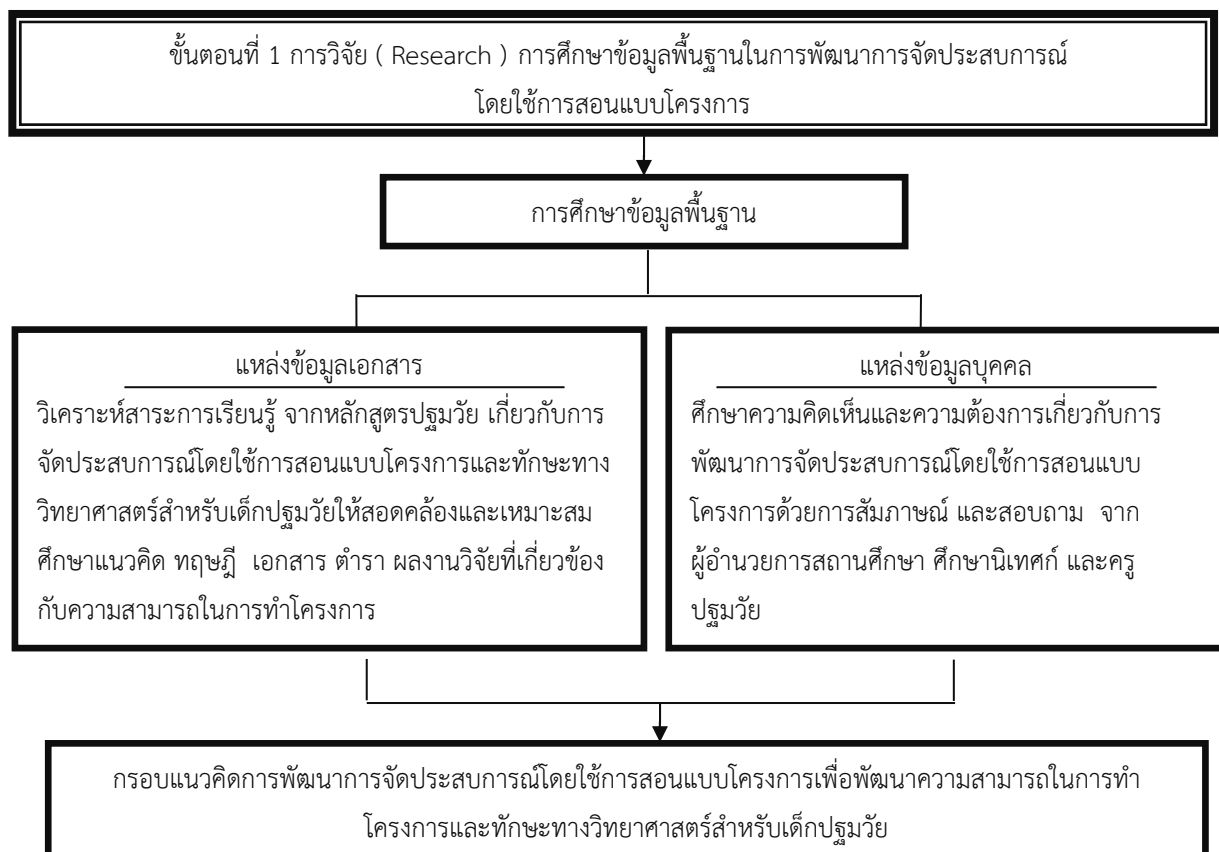 ขั้นตอนที่ 1 การวิจัย ( Research ) การศึกษาข้อมูลพื้นฐานในการพัฒนาการจัดประสบการณ์
โดยใช้การสอนแบบโครงการ
การศึกษาข้อมูลพื้นฐาน
แหล่งข้อมูลเอกสาร
วิเคราะห์สาระการเรียนรู้ จากหลักสูตรปฐมวัย เกี่ยวกับการ
จัดประสบการณ์โดยใช้การสอนแบบโครงการและทักษะทาง
วิทยาศาสตร์สำหรับเด็กปฐมวัยให้สอดคล้องและเหมาะสม
ศึกษาแนวคิด ทฤษฎี เอกสาร ตำรา ผลงานวิจัยที่เกี่ยวข้อง
กับความสามารถในการทำโครงการ
แหล่งข้อมูลบุคคล
ศึกษาความคิดเห็นและความต้องการเกี่ยวกับการ
พัฒนาการจัดประสบการณ์โดยใช้การสอนแบบ
โครงการด้วยการสัมภาษณ์ และสอบถาม จาก
ผู้อำนวยการสถานศึกษา ศึกษานิเทศก์ และครู
ปฐมวัย
กรอบแนวคิดการพัฒนาการจัดประสบการณ์โดยใช้การสอนแบบโครงการเพื่อพัฒนาความสามารถในการทำ
โครงการและทักษะทางวิทยาศาสตร์สำหรับเด็กปฐมวัย